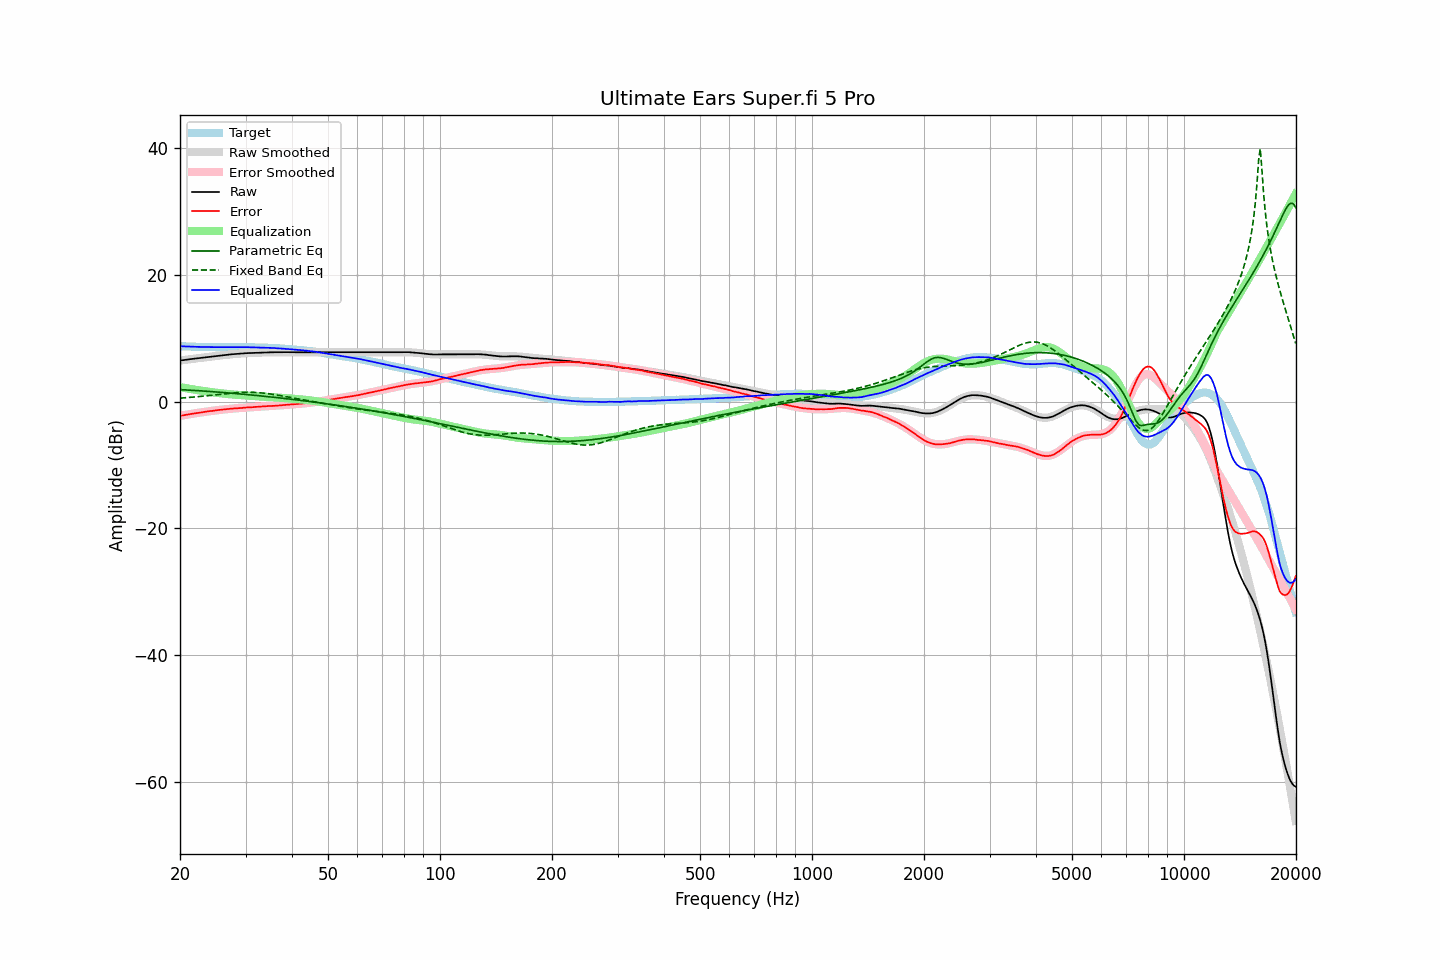 Ultimate Ears Super.fi 5 Pro
Target
Raw Smoothed
Error Smoothed
Raw
Error
Equalization
Parametric Eq
Fixed Band Eq
Equalized
40
20
0
−20
−40
−60
Amplitude (dBr)
20 50 100 200 500 1000 2000 5000 10000 20000
Frequency (Hz)